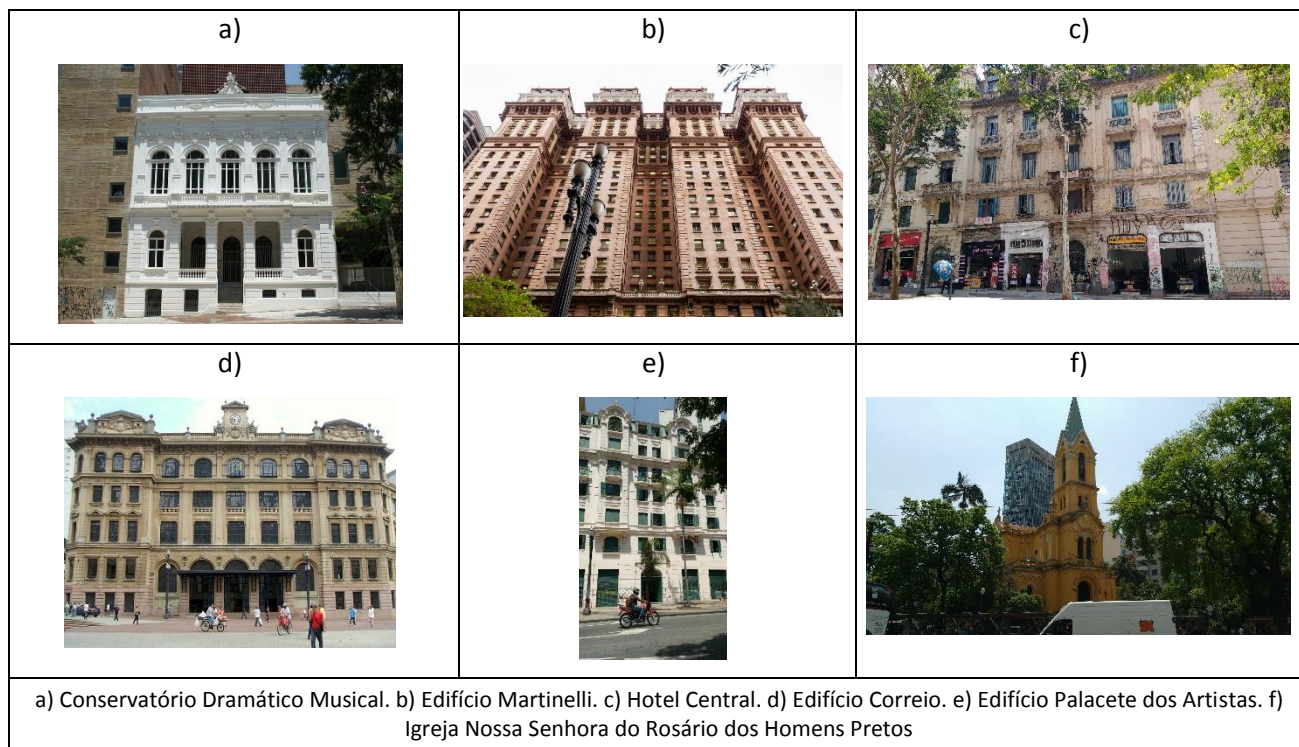 a)
b)
c)
d)
e)
f)
a) Conservatório Dramático Musical. b) Edifício Martinelli. c) Hotel Central. d) Edifício Correio. e) Edifício Palacete dos Artistas. f)
Igreja Nossa Senhora do Rosário dos Homens Pretos